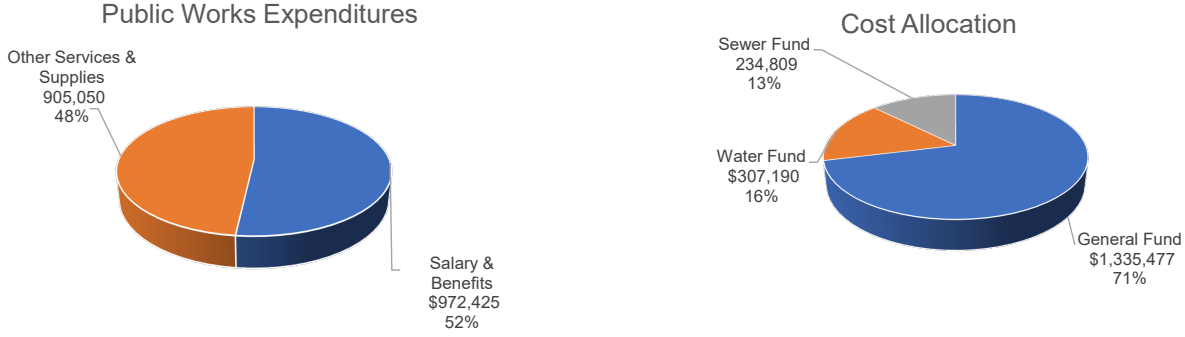 Public Works Expenditures
Other Services &
Supplies
905,050
48%
Salary &
Benefits
$972,425
52%
Cost Allocation
Sewer Fund
234,809
13%
Water Fund
$307,190
16%
General Fund
$1,335,477
71%